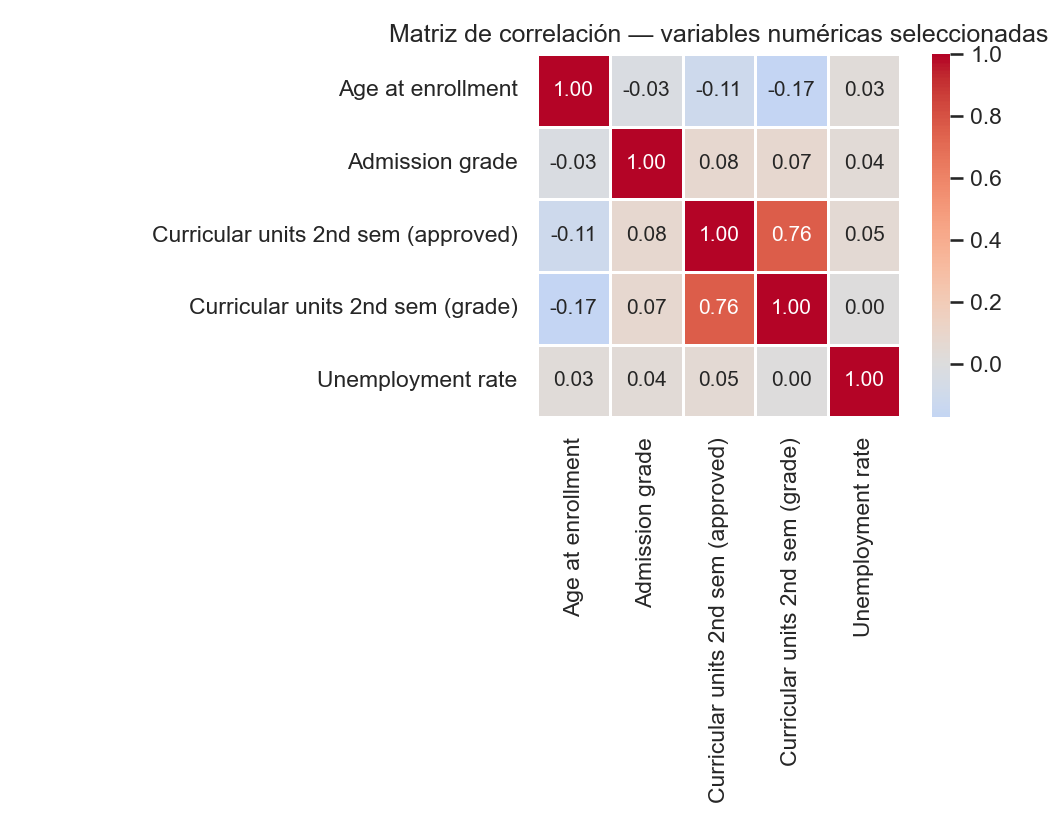 Matriz de correlación — variables numéricas seleccionadas
Age at enrollment 1.00 -0.03 -0.11 -0.17 0.03
Admission grade -0.03 1.00 0.08 0.07 0.04
Curricular units 2nd sem (approved) -0.11 0.08 1.00 0.76 0.05
Curricular units 2nd sem (grade) -0.17 0.07 0.76 1.00 0.00
Unemployment rate 0.03 0.04 0.05 0.00 1.00
Age at enrollment
Admission grade
Curricular units 2nd sem (approved)
Curricular units 2nd sem (grade)
Unemployment rate
1.0
0.8
0.6
0.4
0.2
0.0